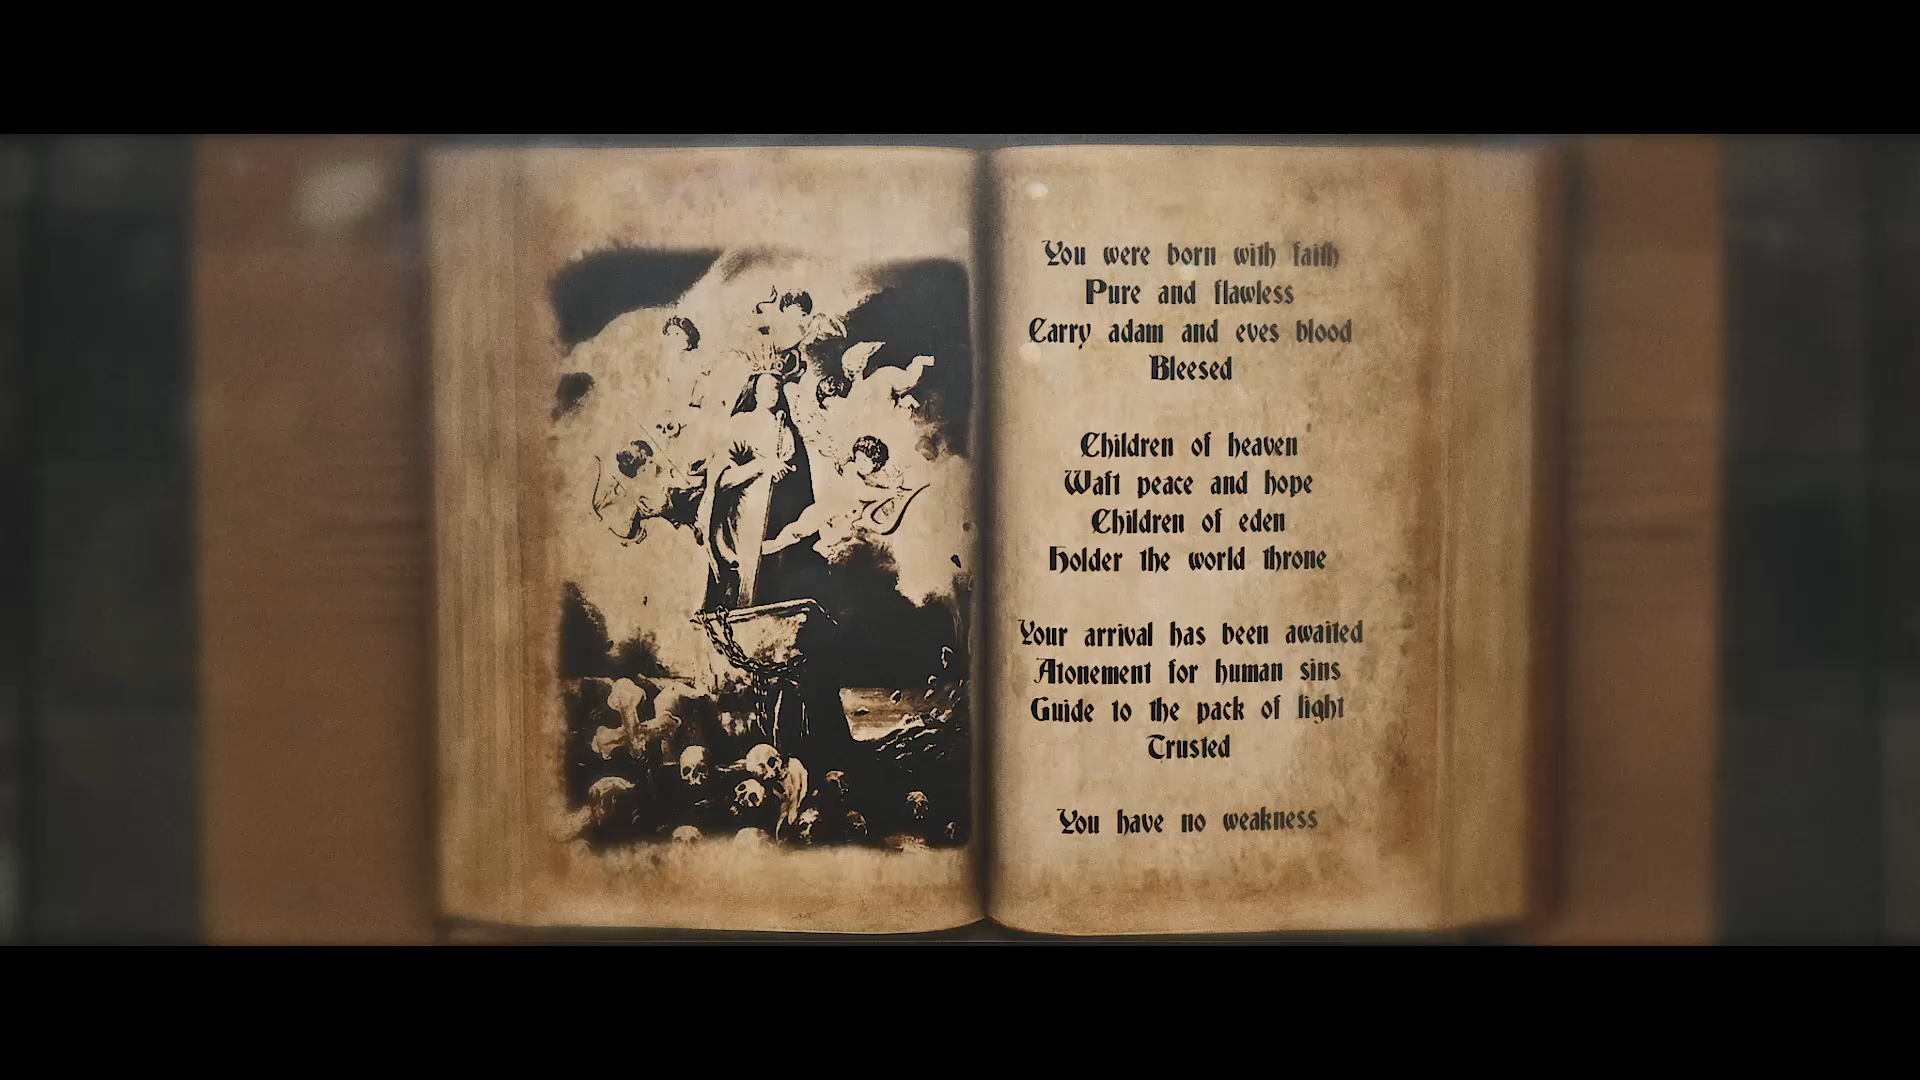 You were born with faith
Pure and flawless
Carry adam and eves blood
Bleesed
Children of heaven
Waft peace and hope
Children of eden
Holder the world throne
Your arrival has been awaited
Atonement for human sins
Guide to the pack of light
Trusted
You have no weakness